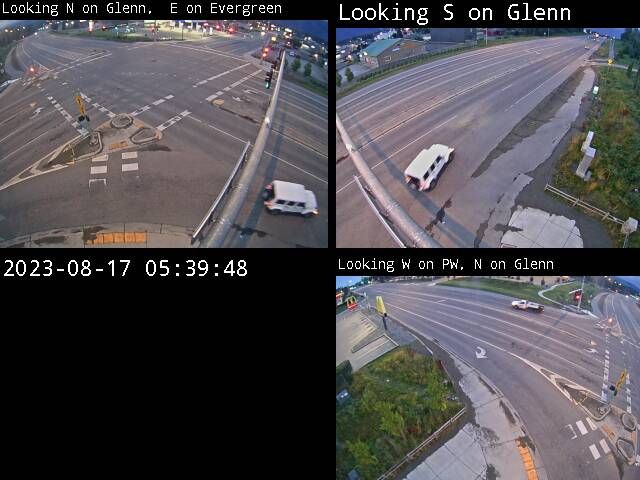 Looking N on Glenn,  E on Evergreen
Looking S on Glenn
2023-08-17 05:39:48
Looking W on PW, N on Glenn